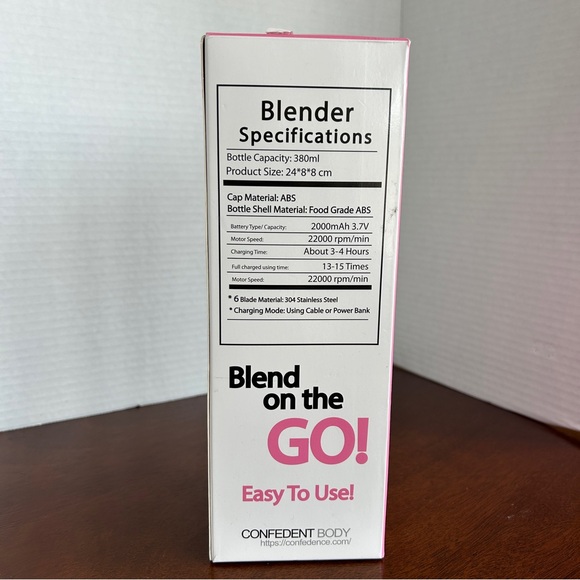 Blender
Specifications
Bottle Capacity: 380ml
Product Size: 24*8*8 cm
Cap Material: ABS
Bottle Shell Material: Food Grade ABS
Battery Type/ Capacity: 2000mAh 3.7V
Motor Speed: 22000 rpm/min
Charging Time: About 3-4 Hours
Full charged using time: 13-15 Times
Motor Speed: 22000 rpm/min
* 6 Blade Material: 304 Stainless Steel
* Charging Mode: Using Cable or Power Bank
Blend
on the
GO!
Easy To Use!
CONFEDENT BODY
https://confedence.com/